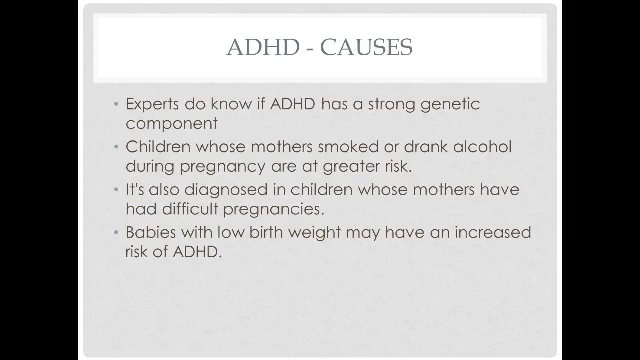 ADHD - CAUSES
• Experts do know if ADHD has a strong genetic
component
• Children whose mothers smoked or drank alcohol
during pregnancy are at greater risk.
• It's also diagnosed in children whose mothers have
had difficult pregnancies.
• Babies with low birth weight may have an increased
risk of ADHD.